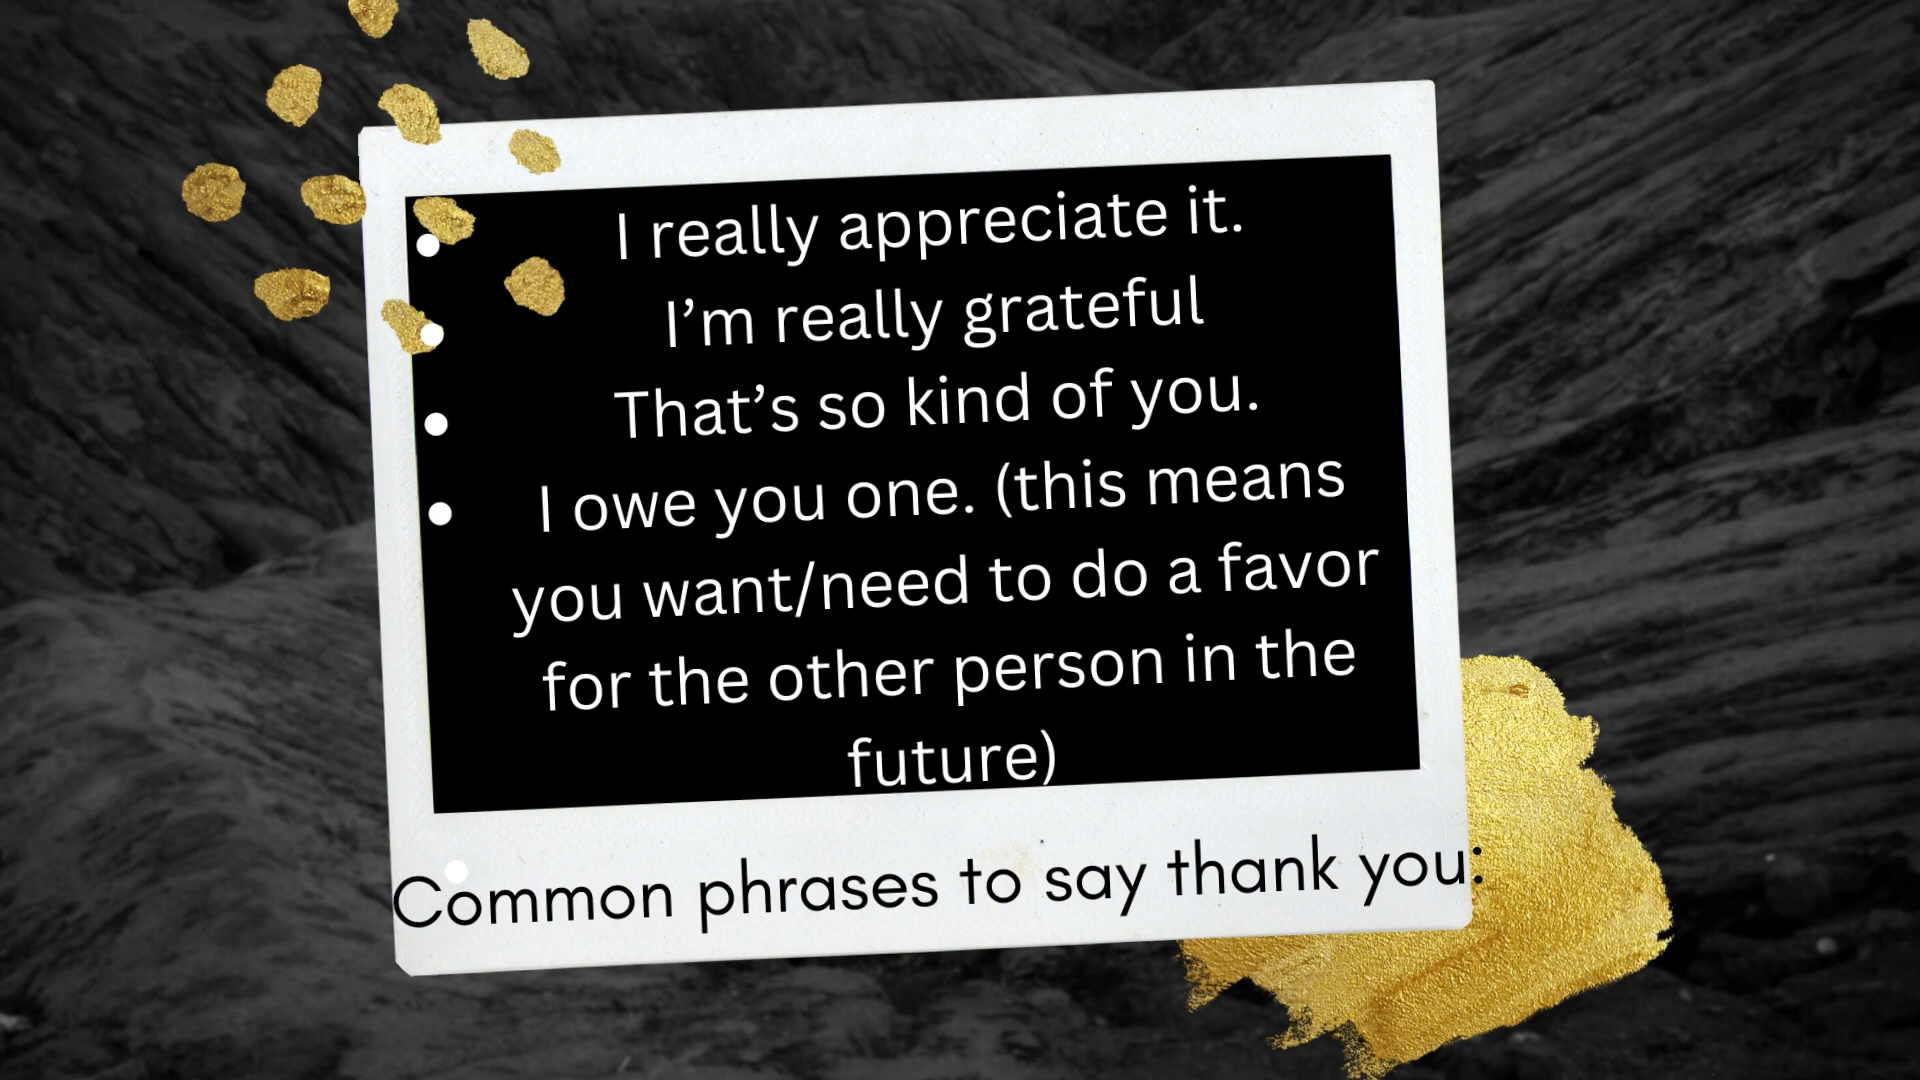 • I really appreciate it.
• I’m really grateful
• That’s so kind of you.
• I owe you one. (this means
you want/need to do a favor
for the other person in the
future)
Common phrases to say thank you: